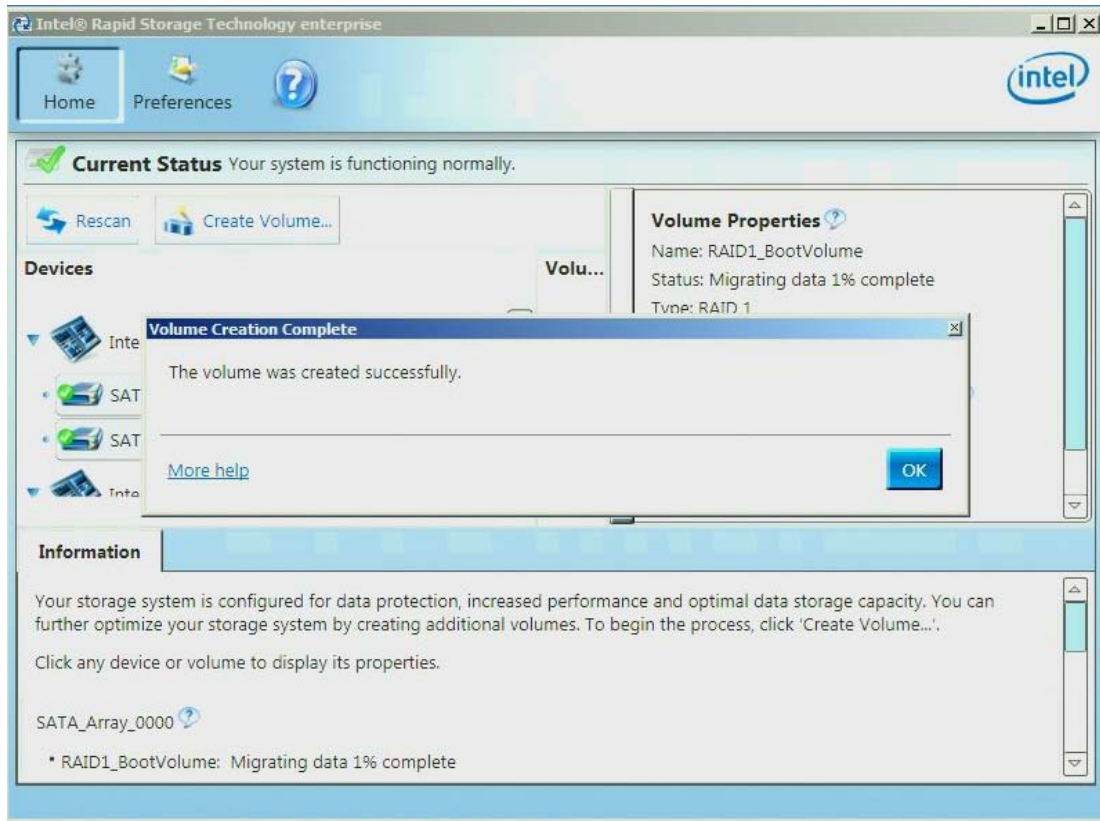 Intel® Rapid Storage Technology enterprise
Home
Preferences
intel
Current Status Your system is functioning normally.
Rescan
Create Volume...
Devices
Volu...
Volume Properties
Name: RAID1_BootVolume
Status: Migrating data 1% complete
Type: RAID 1
Inte
SAT
SAT
Inte
Volume Creation Complete
The volume was created successfully.
More help
OK
Information
Your storage system is configured for data protection, increased performance and optimal data storage capacity. You can
further optimize your storage system by creating additional volumes. To begin the process, click 'Create Volume...'.
Click any device or volume to display its properties.
SATA_Array_0000
RAID1_BootVolume: Migrating data 1% complete